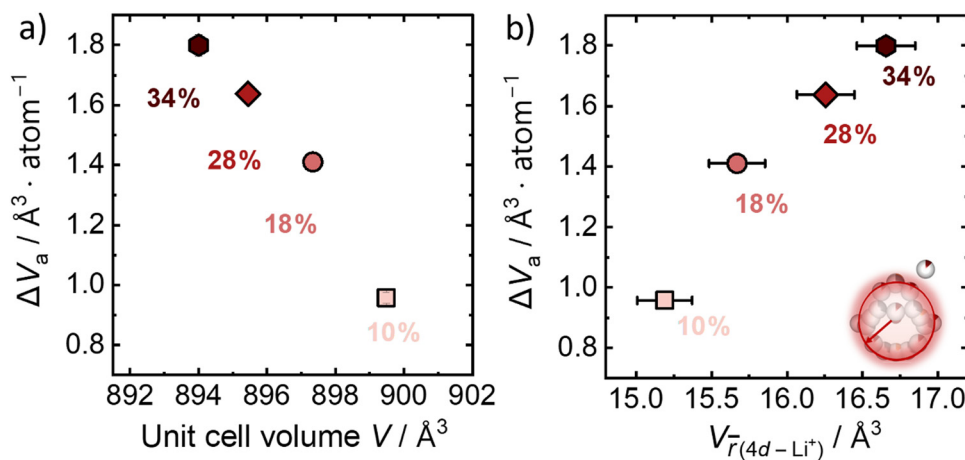 a)
1.8
1.6
1.4
1.2
1.0
0.8
ΔVₐ / Å³ · atom⁻¹
34%
28%
18%
10%
892 894 896 898 900 902
Unit cell volume V / Å³
b)
1.8
1.6
1.4
1.2
1.0
0.8
ΔVₐ / Å³ · atom⁻¹
34%
28%
18%
10%
15.0 15.5 16.0 16.5 17.0
V r̅(4d – Li⁺) / Å³